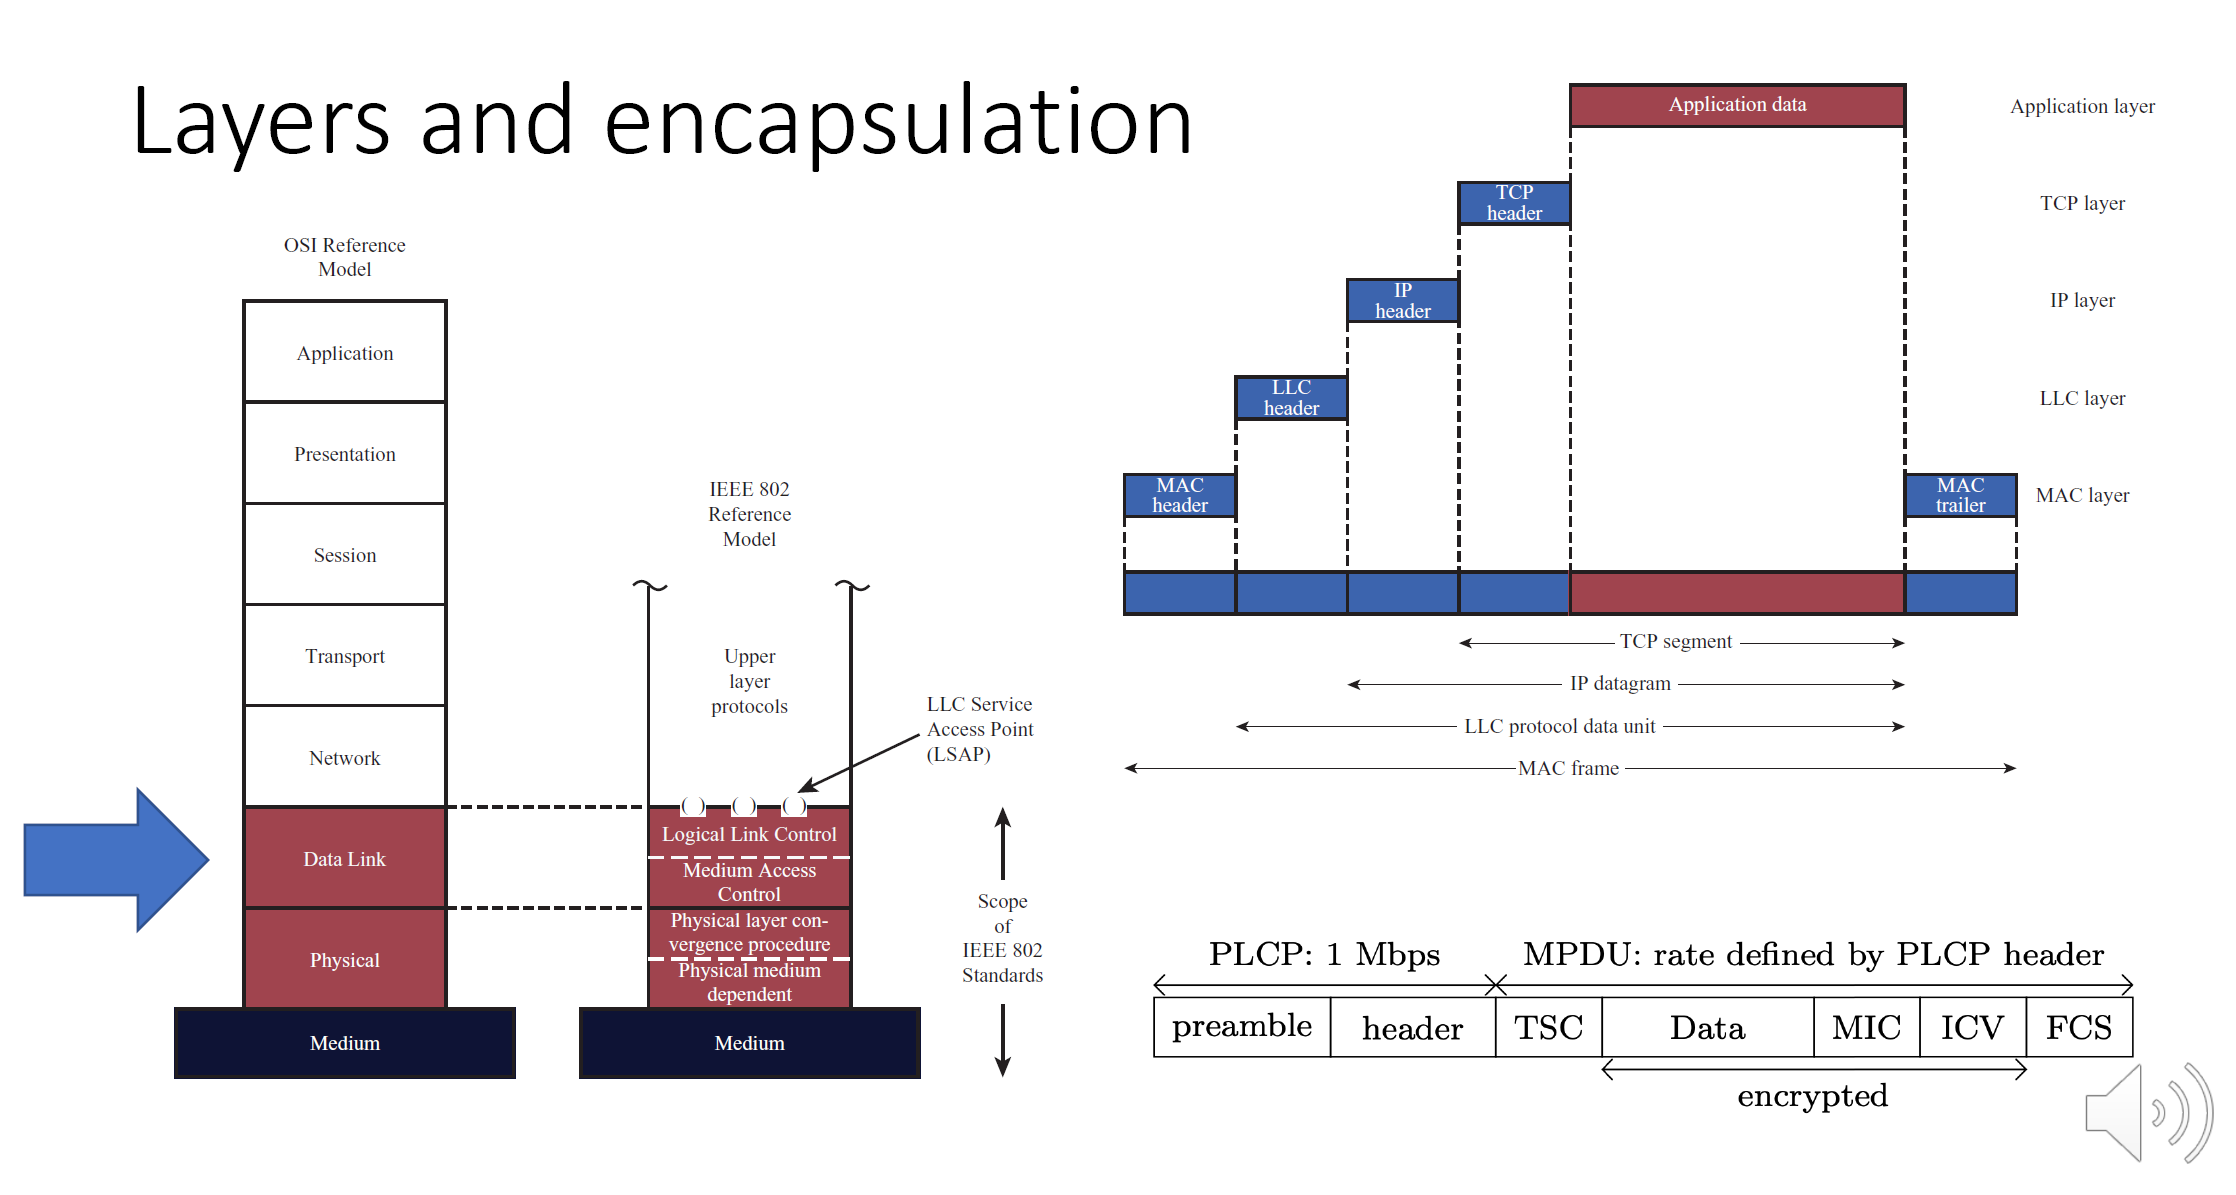 Layers and encapsulation
OSI Reference
Model
Application
Presentation
Session
Transport
Network
Data Link
Physical
Medium
IEEE 802
Reference
Model
Upper
layer
protocols
LLC Service
Access Point
(LSAP)
( ) ( ) ( )
Logical Link Control
Medium Access
Control
Physical layer con-
vergence procedure
Physical medium
dependent
Medium
Scope
of
IEEE 802
Standards
Application data
Application layer
TCP
header
TCP layer
IP
header
IP layer
LLC
header
LLC layer
MAC
header
MAC
trailer
MAC layer
TCP segment
IP datagram
LLC protocol data unit
MAC frame
PLCP: 1 Mbps
MPDU: rate defined by PLCP header
preamble header TSC Data MIC ICV FCS
encrypted